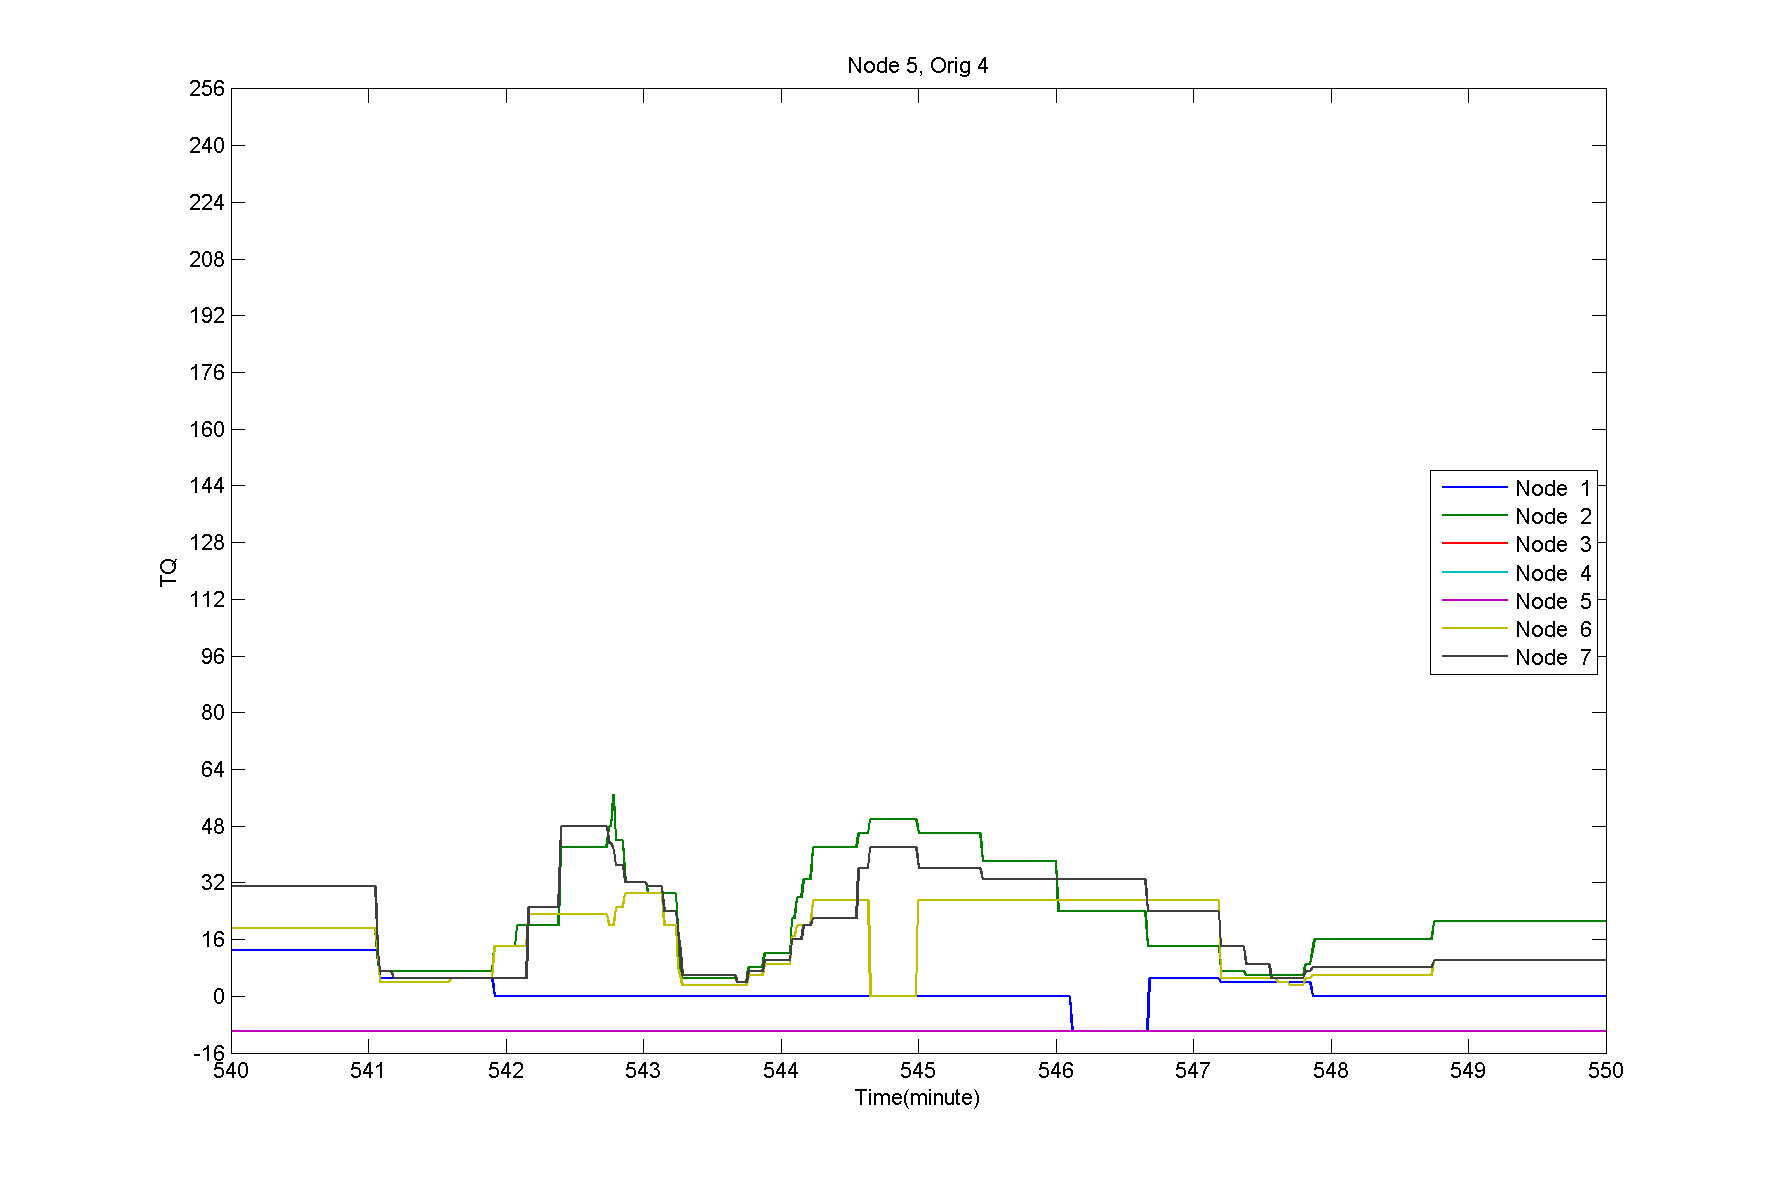 Node 5, Orig 4
256
240
224
208
192
176
160
144
128
112
96
80
64
48
32
16
0
-16
TQ
Node 1
Node 2
Node 3
Node 4
Node 5
Node 6
Node 7
540 541 542 543 544 545 546 547 548 549 550
Time(minute)